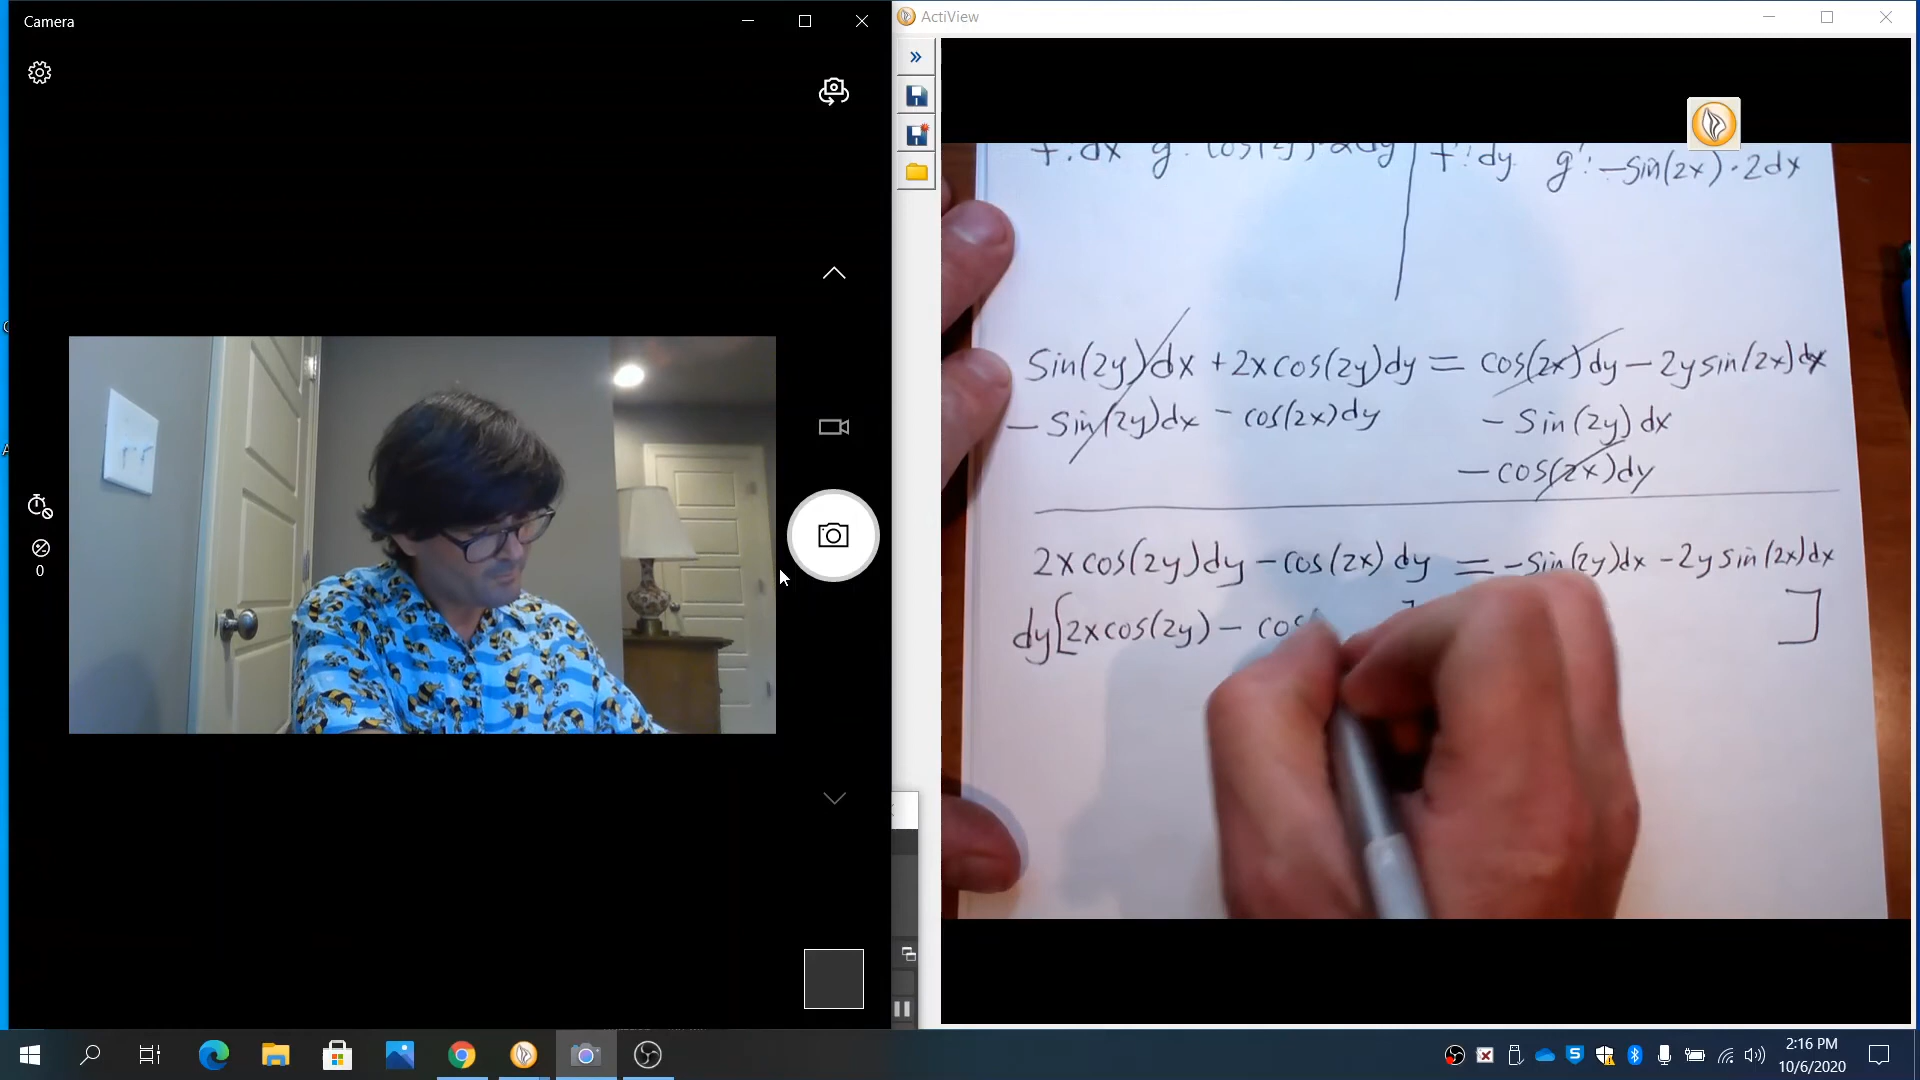 Camera
ActiView
f': dx g' cos(2y)·2dy f': dy g': -sin(2x)·2dx
Sin(2y)dx + 2x cos(2y)dy = cos(2x)dy - 2y sin(2x)dx
- Sin(2y)dx - cos(2x)dy - Sin(2y)dx
- cos(2x)dy
2x cos(2y)dy - cos(2x)dy = -sin(2y)dx - 2y sin(2x)dx
dy[2x cos(2y) - cos ] ]
0
2:16 PM
10/6/2020